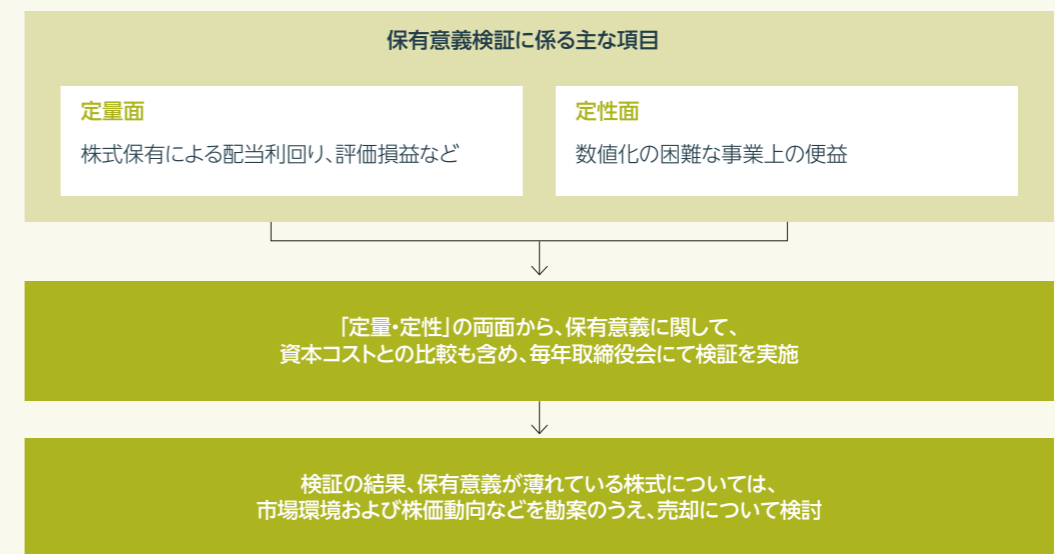 保有意義検証に係る主な項目
定量面
株式保有による配当利回り、評価損益など
定性面
数値化の困難な事業上の便益
「定量・定性」の両面から、保有意義に関して、
資本コストとの比較も含め、毎年取締役会にて検証を実施
検証の結果、保有意義が薄れている株式については、
市場環境および株価動向などを勘案のうえ、売却について検討